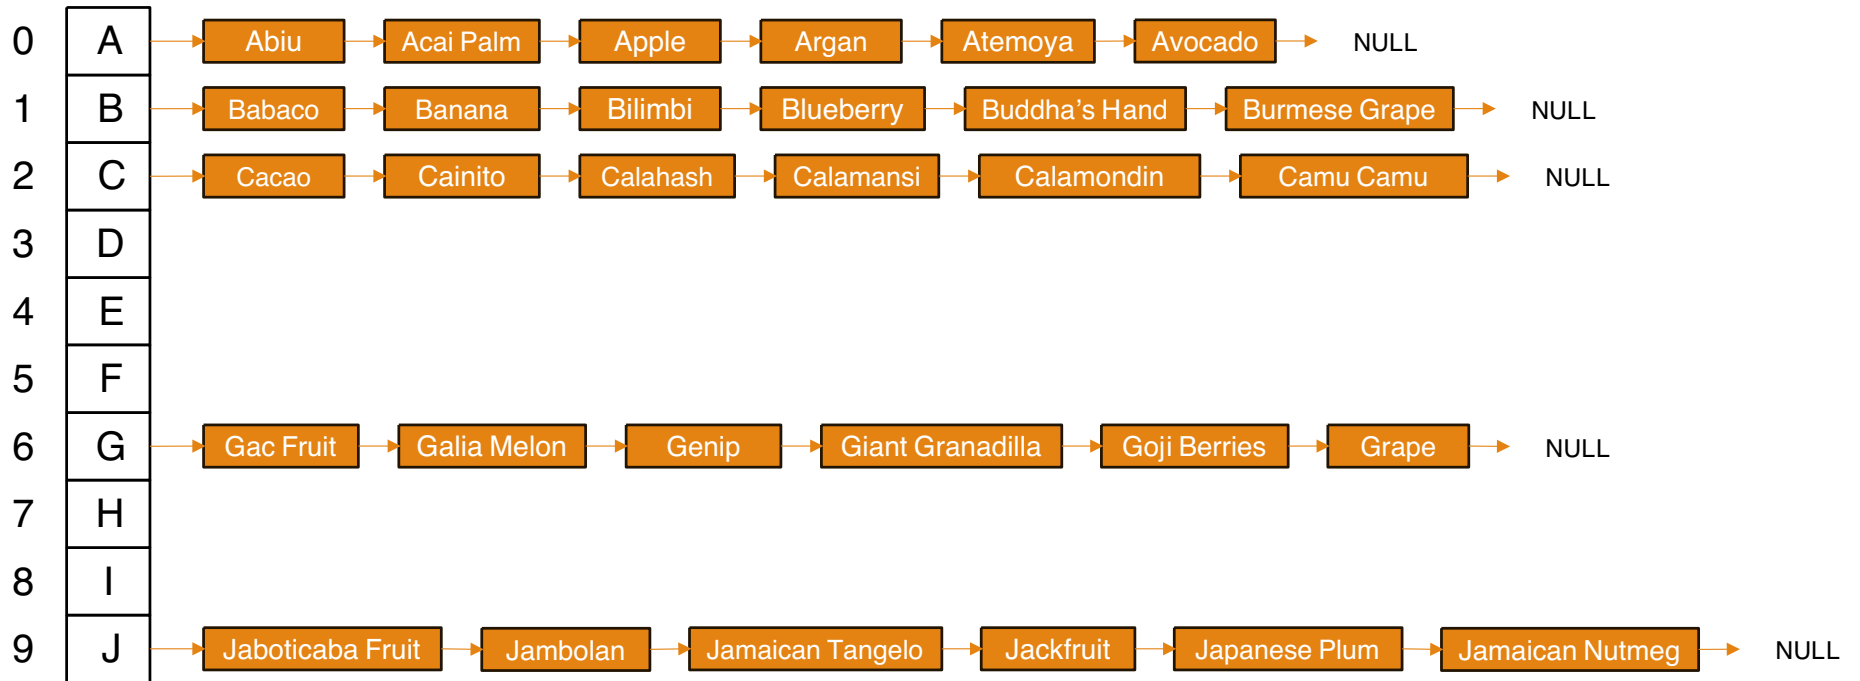 0 A Abiu Acai Palm Apple Argan Atemoya Avocado NULL
1 B Babaco Banana Bilimbi Blueberry Buddha's Hand Burmese Grape NULL
2 C Cacao Cainito Calahash Calamansi Calamondin Camu Camu NULL
3 D
4 E
5 F
6 G Gac Fruit Galia Melon Genip Giant Granadilla Goji Berries Grape NULL
7 H
8 I
9 J Jaboticaba Fruit Jambolan Jamaican Tangelo Jackfruit Japanese Plum Jamaican Nutmeg NULL